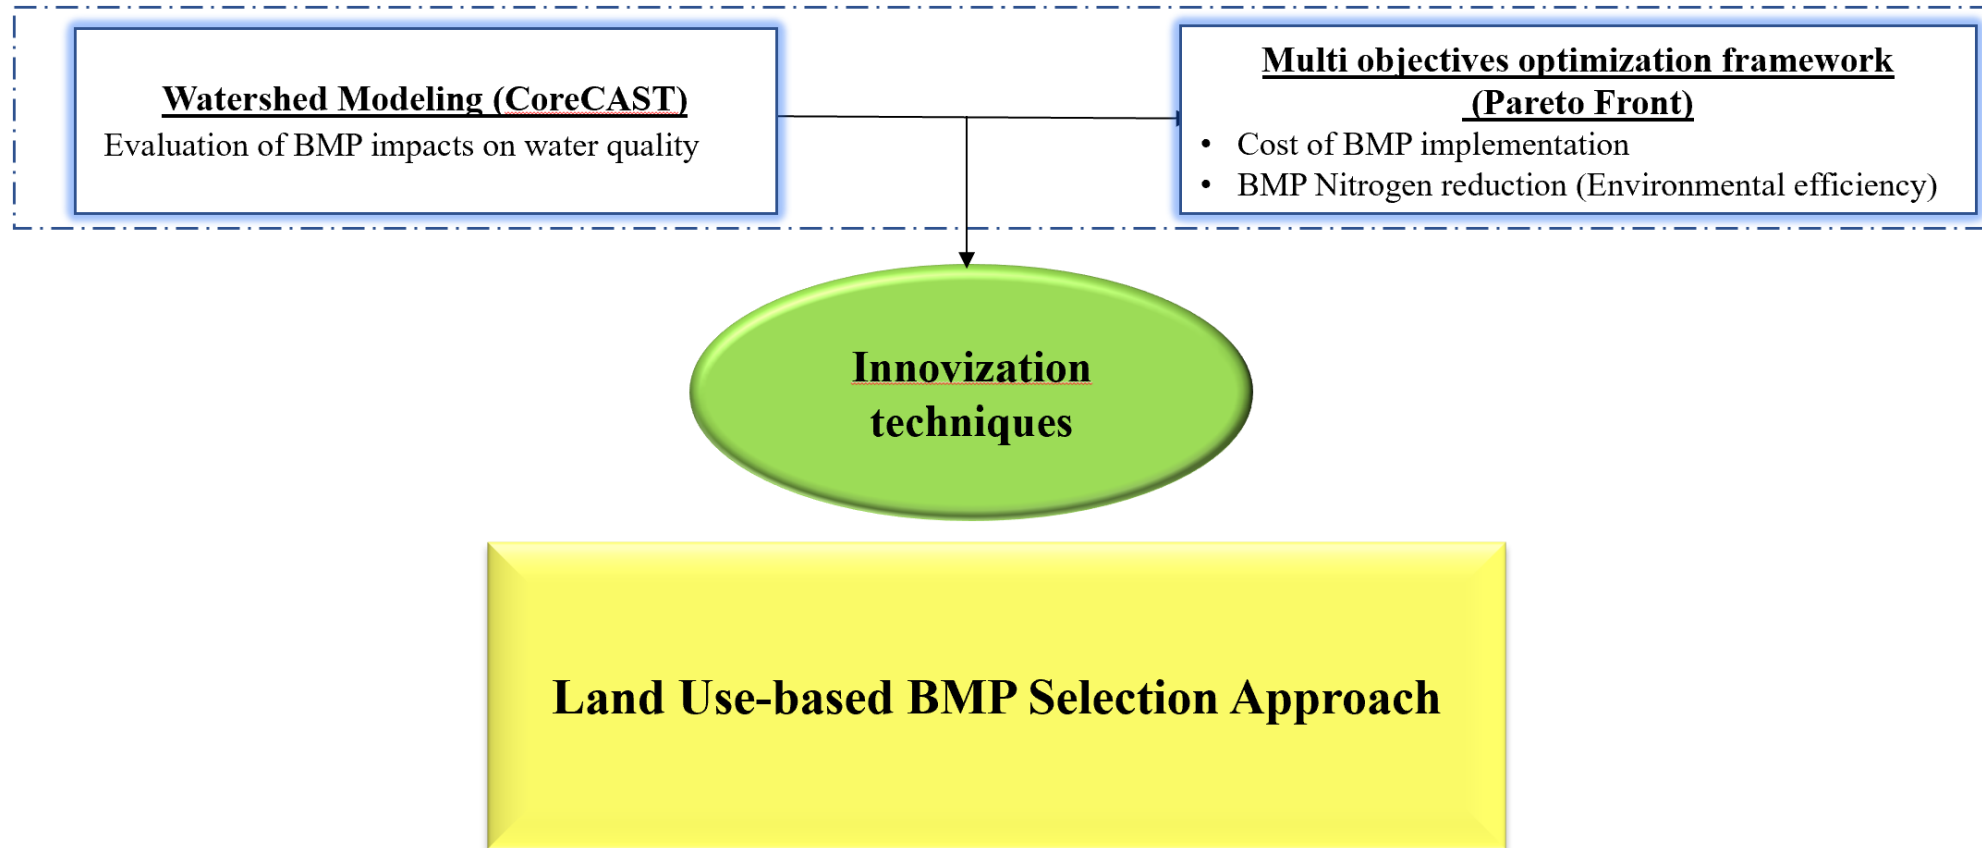 Watershed Modeling (CoreCAST)
Evaluation of BMP impacts on water quality
Multi objectives optimization framework
(Pareto Front)
• Cost of BMP implementation
• BMP Nitrogen reduction (Environmental efficiency)
Innovization
techniques
Land Use-based BMP Selection Approach